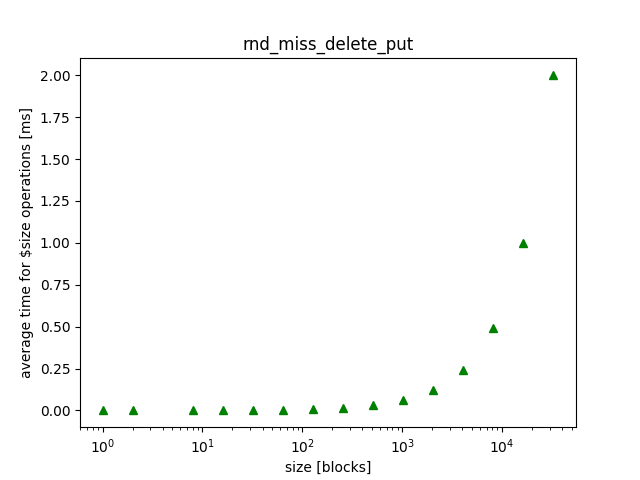 rnd_miss_delete_put
average time for $size operations [ms]
2.00
1.75
1.50
1.25
1.00
0.75
0.50
0.25
0.00
10⁰ 10¹ 10² 10³ 10⁴
size [blocks]